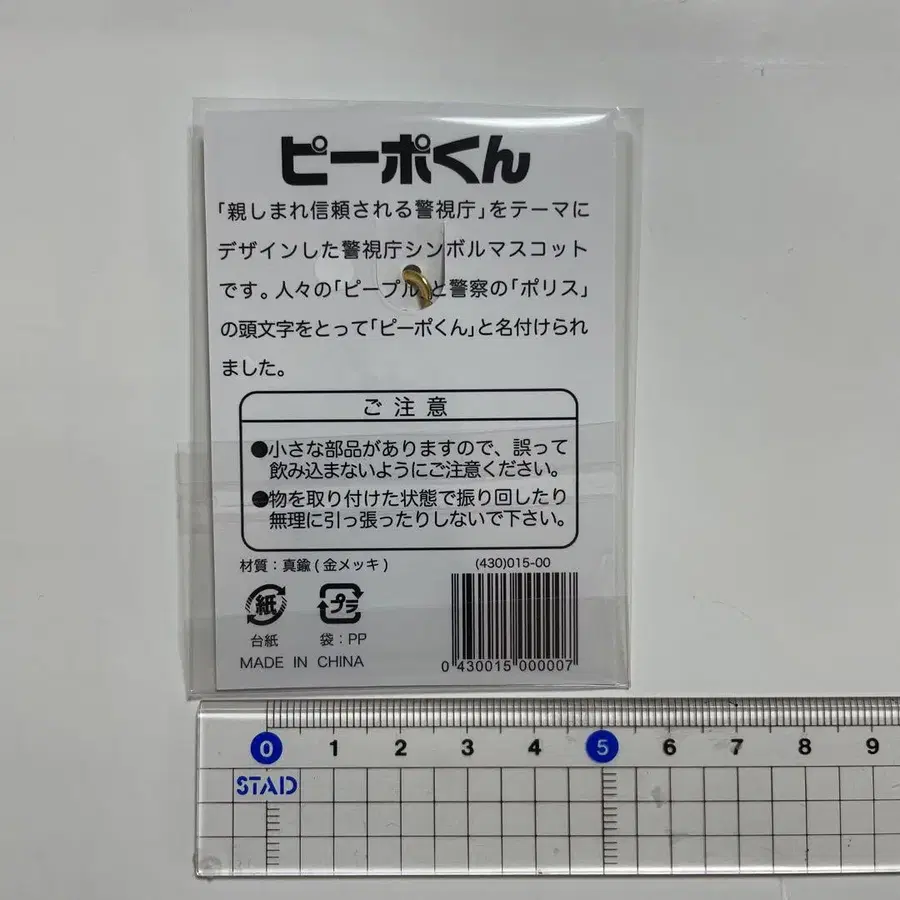 ピーポくん
「親しまれ信頼される警視庁」をテーマに
デザインした警視庁シンボルマスコット
です。人々の「ピープル」と警察の「ポリス」
の頭文字をとって「ピーポくん」と名付けられ
ました。
ご注意
●小さな部品がありますので、誤って
飲み込まないようにご注意ください。
●物を取り付けた状態で振り回したり
無理に引っ張ったりしないで下さい。
材質：真鍮(金メッキ)
(430)015-00
紙
プラ
台紙 袋：PP
MADE IN CHINA
0 430015 000007
0 1 2 3 4 5 6 7 8 9
STAD